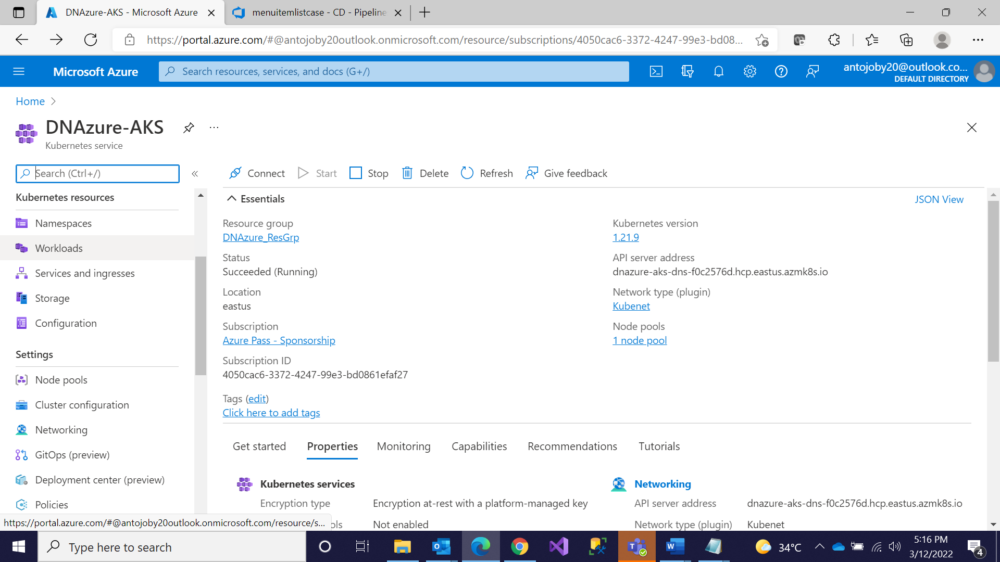 DNAzure-AKS - Microsoft Azure
menuitemlistcase - CD - Pipeline
https://portal.azure.com/#@antojoby20outlook.onmicrosoft.com/resource/subscriptions/4050cac6-3372-4247-99e3-bd08...
Microsoft Azure
Search resources, services, and docs (G+/)
antojoby20@outlook.co...
DEFAULT DIRECTORY
Home
DNAzure-AKS
Kubernetes service
Search (Ctrl+/)
Connect
Start
Stop
Delete
Refresh
Give feedback
Kubernetes resources
Namespaces
Workloads
Services and ingresses
Storage
Configuration
Settings
Node pools
Cluster configuration
Networking
GitOps (preview)
Deployment center (preview)
Policies
Essentials
JSON View
Resource group
DNAzure_ResGrp
Status
Succeeded (Running)
Location
eastus
Subscription
Azure Pass - Sponsorship
Subscription ID
4050cac6-3372-4247-99e3-bd0861efaf27
Tags (edit)
Click here to add tags
Kubernetes version
1.21.9
API server address
dnazure-aks-dns-f0c2576d.hcp.eastus.azmk8s.io
Network type (plugin)
Kubenet
Node pools
1 node pool
Get started
Properties
Monitoring
Capabilities
Recommendations
Tutorials
Kubernetes services
Encryption type
Encryption at-rest with a platform-managed key
ols
Not enabled
Networking
API server address
dnazure-aks-dns-f0c2576d.hcp.eastus.azmk8s.io
Network type (plugin)
Kubenet
https://portal.azure.com/#@antojoby20outlook.onmicrosoft.com/resource/s...
Type here to search
34°C
5:16 PM
3/12/2022
4